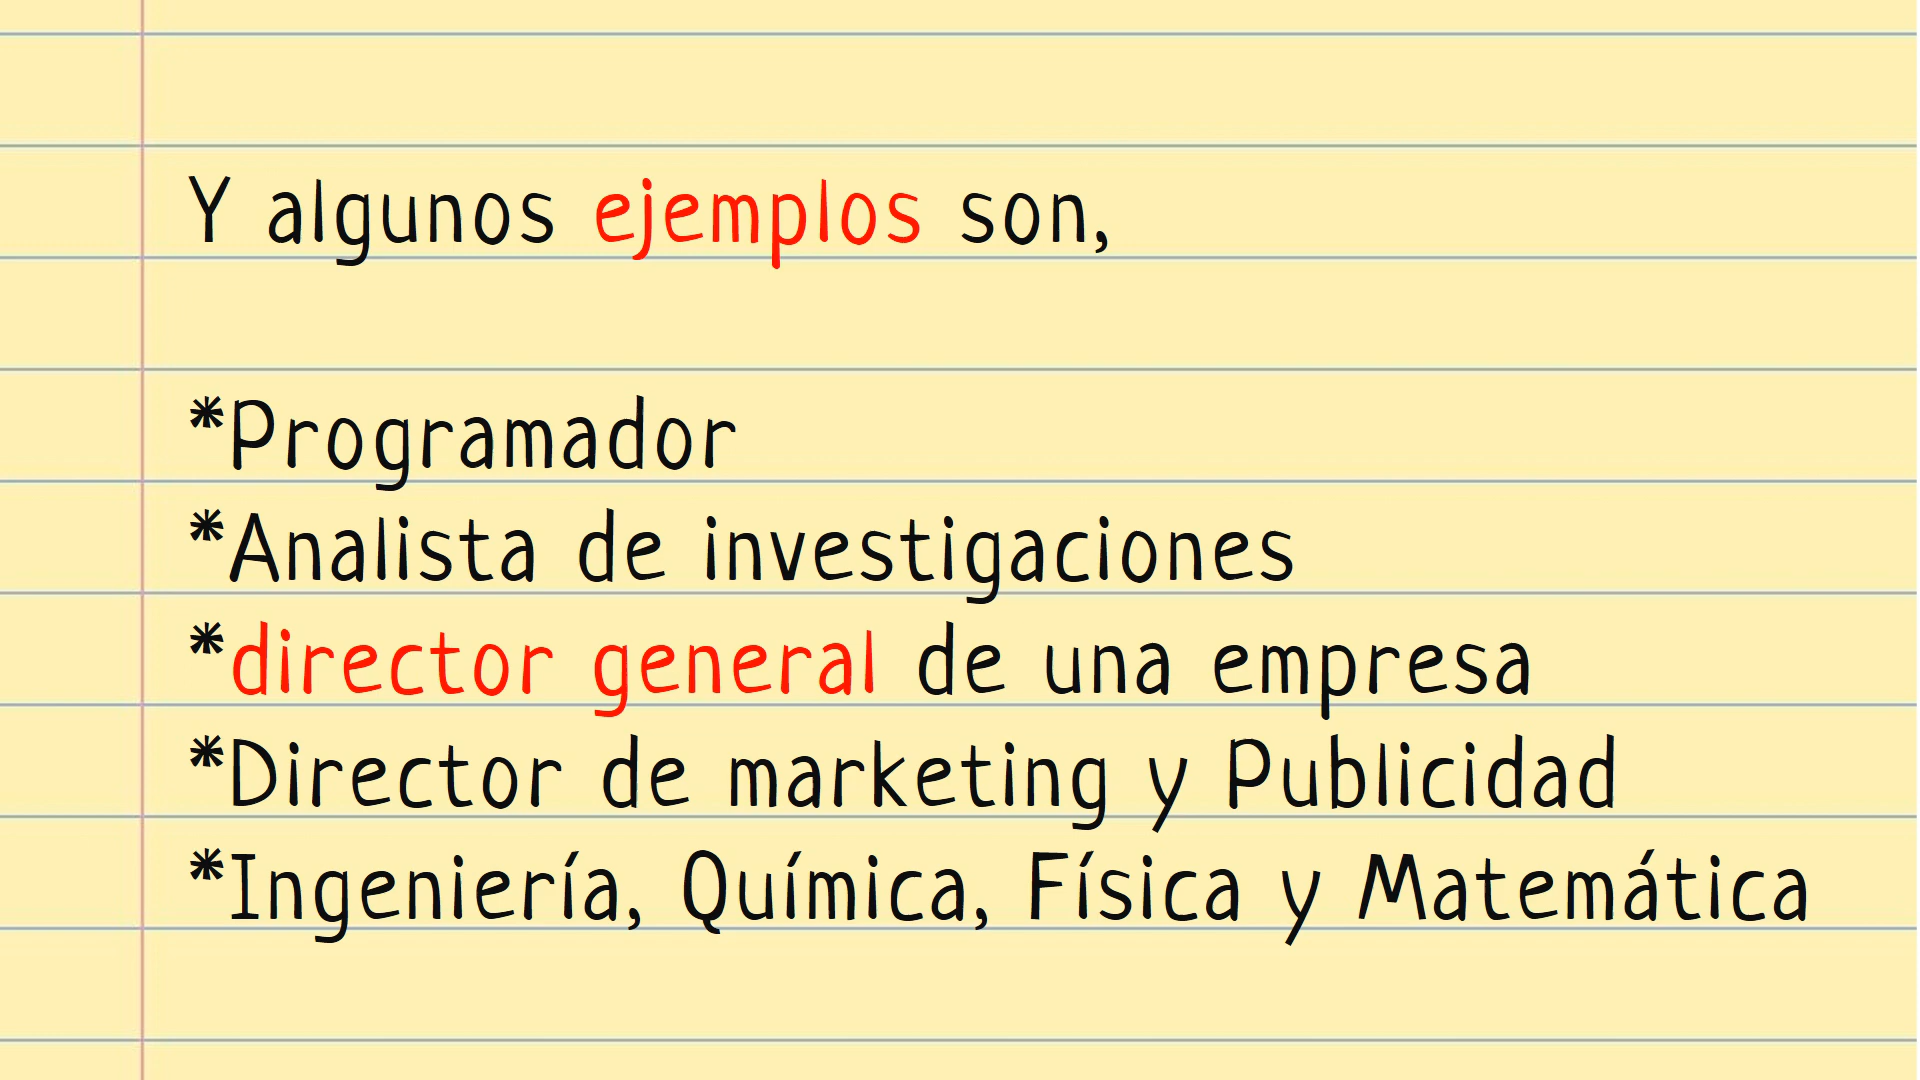 Y algunos ejemplos son,
*Programador
*Analista de investigaciones
*director general de una empresa
*Director de marketing y Publicidad
*Ingeniería, Química, Física y Matemática